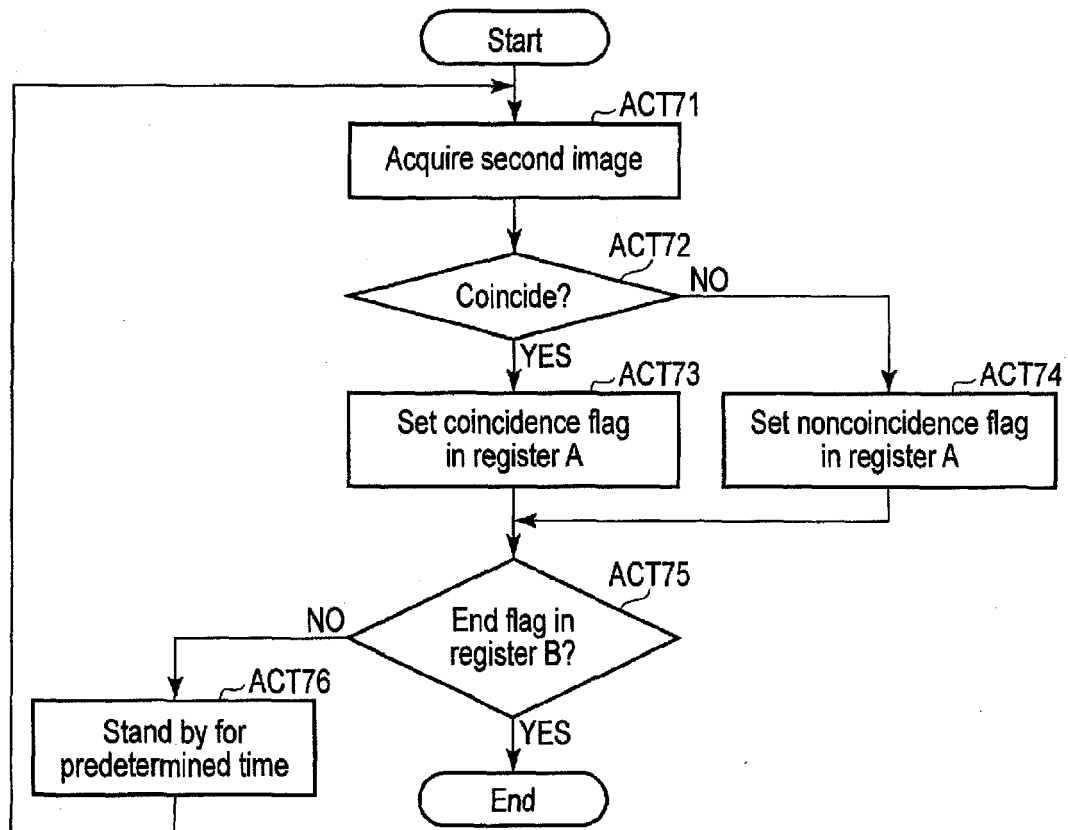 Start
ACT71
Acquire second image
ACT72
Coincide?
NO
YES
ACT73
Set coincidence flag
in register A
ACT74
Set noncoincidence flag
in register A
ACT75
End flag in
register B?
NO
YES
ACT76
Stand by for
predetermined time
End